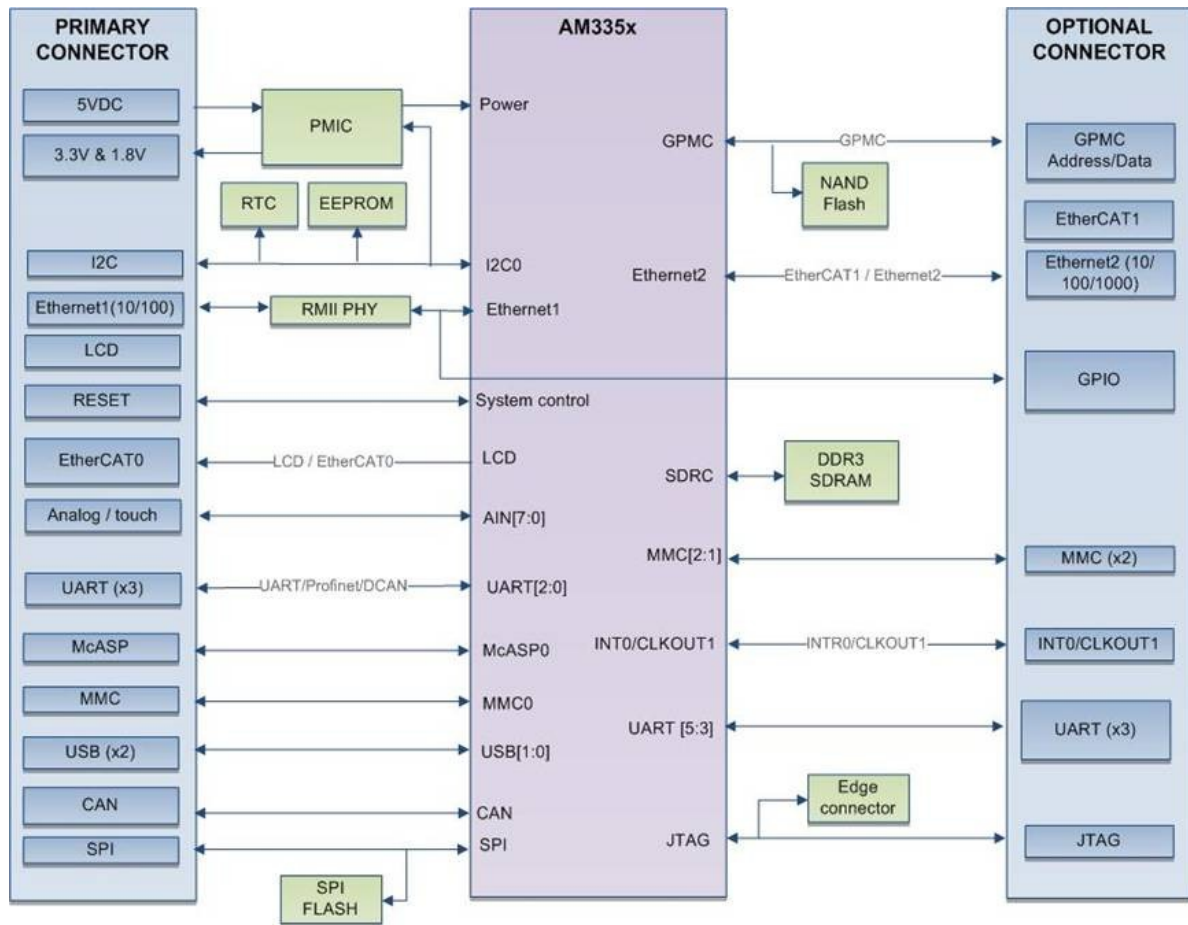 PRIMARY
CONNECTOR
5VDC
3.3V & 1.8V
I2C
Ethernet1(10/100)
LCD
RESET
EtherCAT0
Analog / touch
UART (x3)
McASP
MMC
USB (x2)
CAN
SPI
PMIC
RTC
EEPROM
RMII PHY
LCD / EtherCAT0
UART/Profinet/DCAN
SPI
FLASH
AM335x
Power
I2C0
Ethernet1
System control
LCD
AIN[7:0]
UART[2:0]
McASP0
MMC0
USB[1:0]
CAN
SPI
GPMC
Ethernet2
SDRC
MMC[2:1]
INT0/CLKOUT1
UART [5:3]
JTAG
GPMC
NAND
Flash
EtherCAT1 / Ethernet2
DDR3
SDRAM
INTR0/CLKOUT1
Edge
connector
OPTIONAL
CONNECTOR
GPMC
Address/Data
EtherCAT1
Ethernet2 (10/
100/1000)
GPIO
MMC (x2)
INT0/CLKOUT1
UART (x3)
JTAG